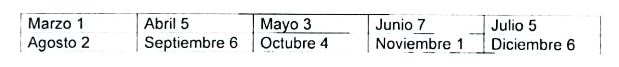 Marzo 1 Abril 5 Mayo 3 Junio 7 Julio 5
Agosto 2 Septiembre 6 Octubre 4 Noviembre 1 Diciembre 6